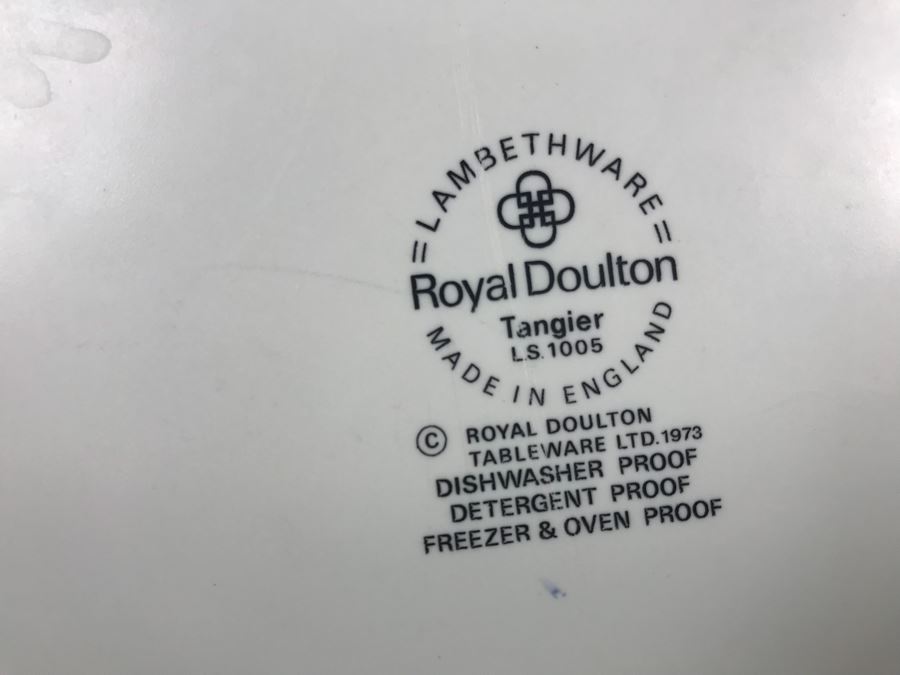 = LAMBETHWARE =
Royal Doulton
Tangier
L.S.1005
MADE IN ENGLAND
© ROYAL DOULTON
TABLEWARE LTD.1973
DISHWASHER PROOF
DETERGENT PROOF
FREEZER & OVEN PROOF